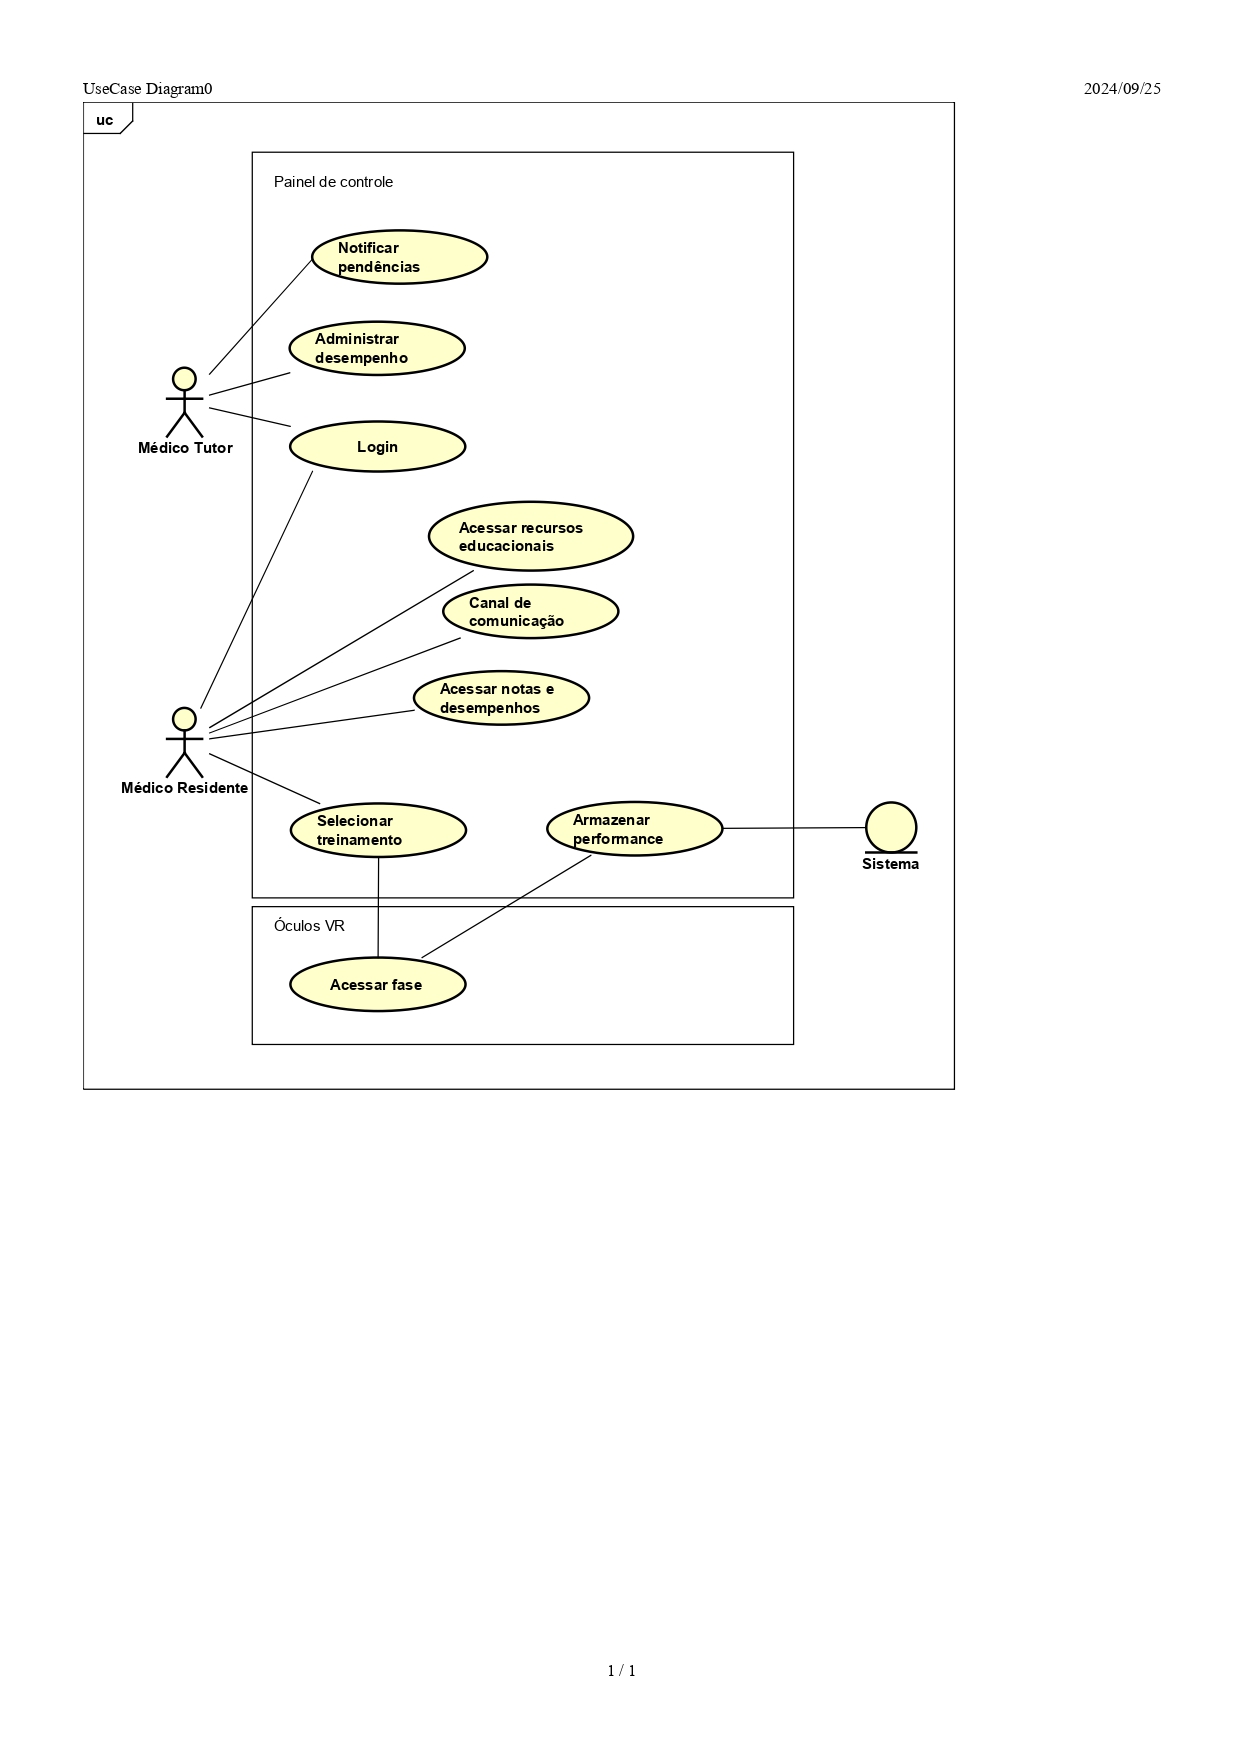 UseCase Diagram0
2024/09/25
uc
Painel de controle
Notificar
pendências
Administrar
desempenho
Médico Tutor
Login
Acessar recursos
educacionais
Canal de
comunicação
Acessar notas e
desempenhos
Médico Residente
Selecionar
treinamento
Armazenar
performance
Sistema
Óculos VR
Acessar fase
1 / 1